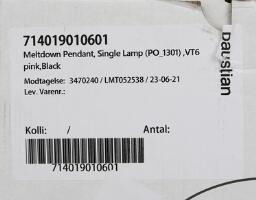 714019010601
Meltdown Pendant, Single Lamp (PO_1301) ,VT6
pink,Black
Modtagelse: 3470240 / LMT052538 / 23-06-21
Lev. Varenr.:
Kolli: / Antal:
714019010601
Paustian